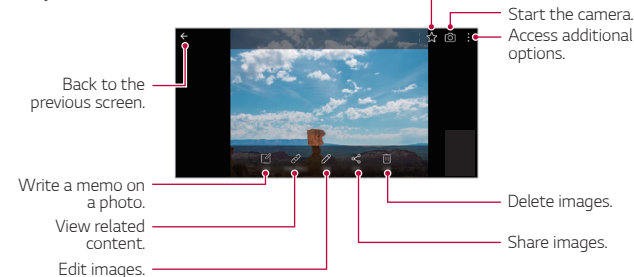 Start the camera.
Access additional
options.
Back to the
previous screen.
Write a memo on
a photo.
View related
content.
Edit images.
Delete images.
Share images.